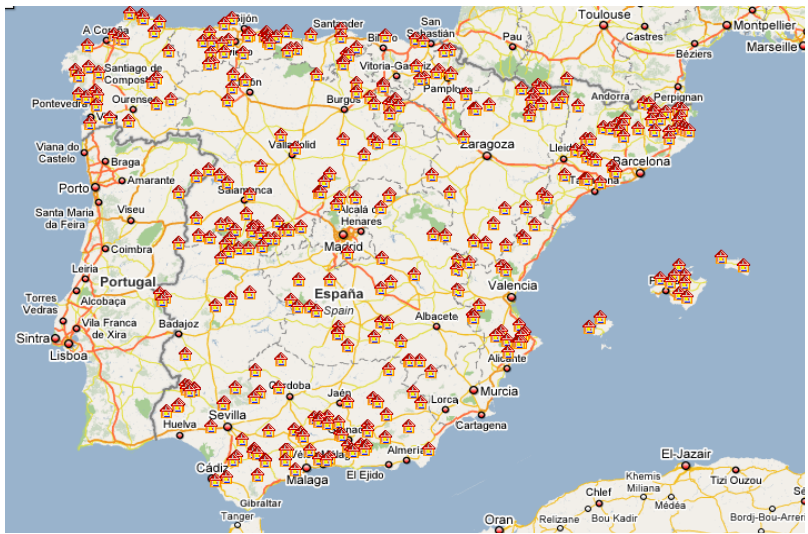 Toulouse
Montpellier
Castres
Marseille
Béziers
Pau
San
Sebastián
Santander
Gijón
A Coruña
Santiago de
Compostela
Vitoria-Gasteiz
Pamplona
Andorra
Perpignan
Pontevedra
Ourense
León
Burgos
Viana do
Castelo
Braga
Valladolid
Zaragoza
Lleida
Barcelona
Porto
Amarante
Salamanca
Santa Maria
da Feira
Viseu
Alcalá de
Henares
Madrid
Coimbra
Leiria
Portugal
España
Spain
Valencia
Torres
Vedras
Alcobaça
Vila Franca
de Xira
Badajoz
Albacete
Sintra
Lisboa
Alicante
Córdoba
Jaén
Murcia
Lorca
Huelva
Sevilla
Cartagena
Almería
Cádiz
Málaga
El Ejido
Gibraltar
Tanger
El-Jazair
Tizi Ouzou
Khemis
Miliana
Médéa
Chlef
Bou Kadir
Bordj-Bou-Arreri
Oran
Relizane